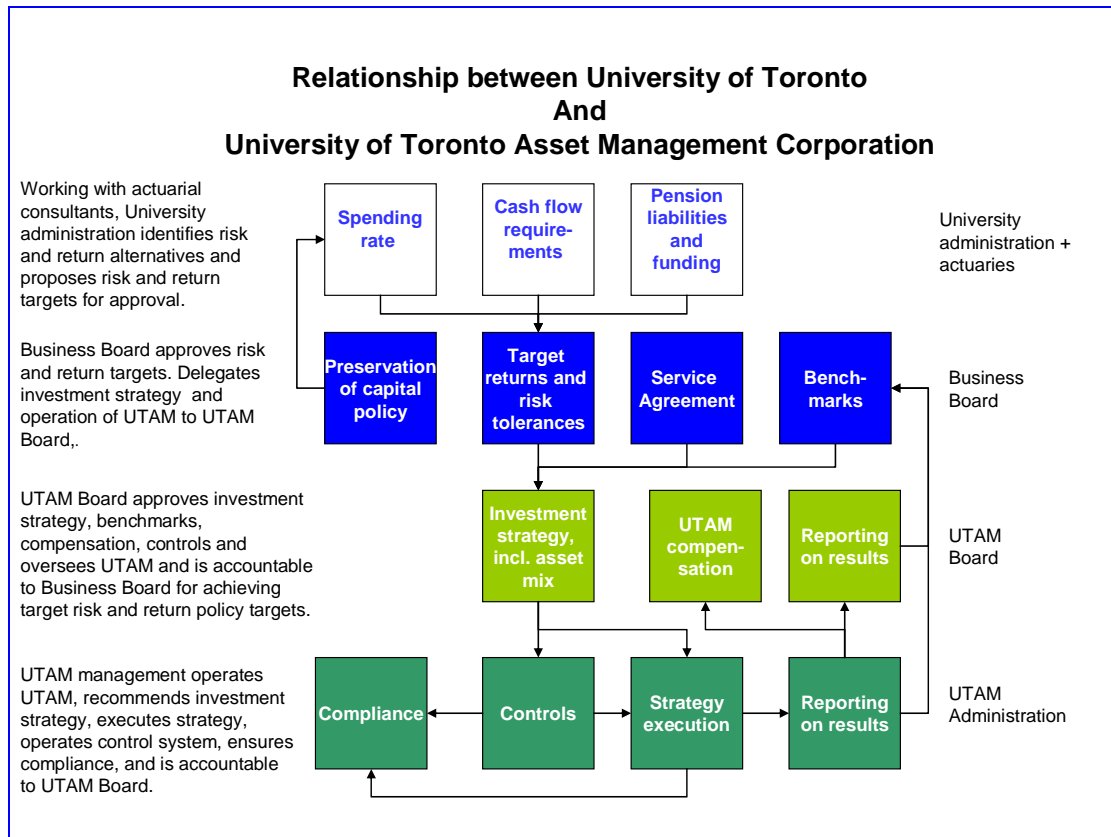 Relationship between University of Toronto
And
University of Toronto Asset Management Corporation
Working with actuarial
consultants, University
administration identifies risk
and return alternatives and
proposes risk and return
targets for approval.
Spending
rate
Cash flow
require-
ments
Pension
liabilities
and
funding
University
administration +
actuaries
Business Board approves risk
and return targets. Delegates
investment strategy  and
operation of UTAM to UTAM
Board,.
Preservation
of capital
policy
Target
returns and
risk
tolerances
Service
Agreement
Bench-
marks
Business
Board
UTAM Board approves investment
strategy, benchmarks,
compensation, controls and
oversees UTAM and is accountable
to Business Board for achieving
target risk and return policy targets.
Investment
strategy,
incl. asset
mix
UTAM
compen-
sation
Reporting
on results
UTAM
Board
UTAM management operates
UTAM, recommends investment
strategy, executes strategy,
operates control system, ensures
compliance, and is accountable
to UTAM Board.
Compliance
Controls
Strategy
execution
Reporting
on results
UTAM
Administration